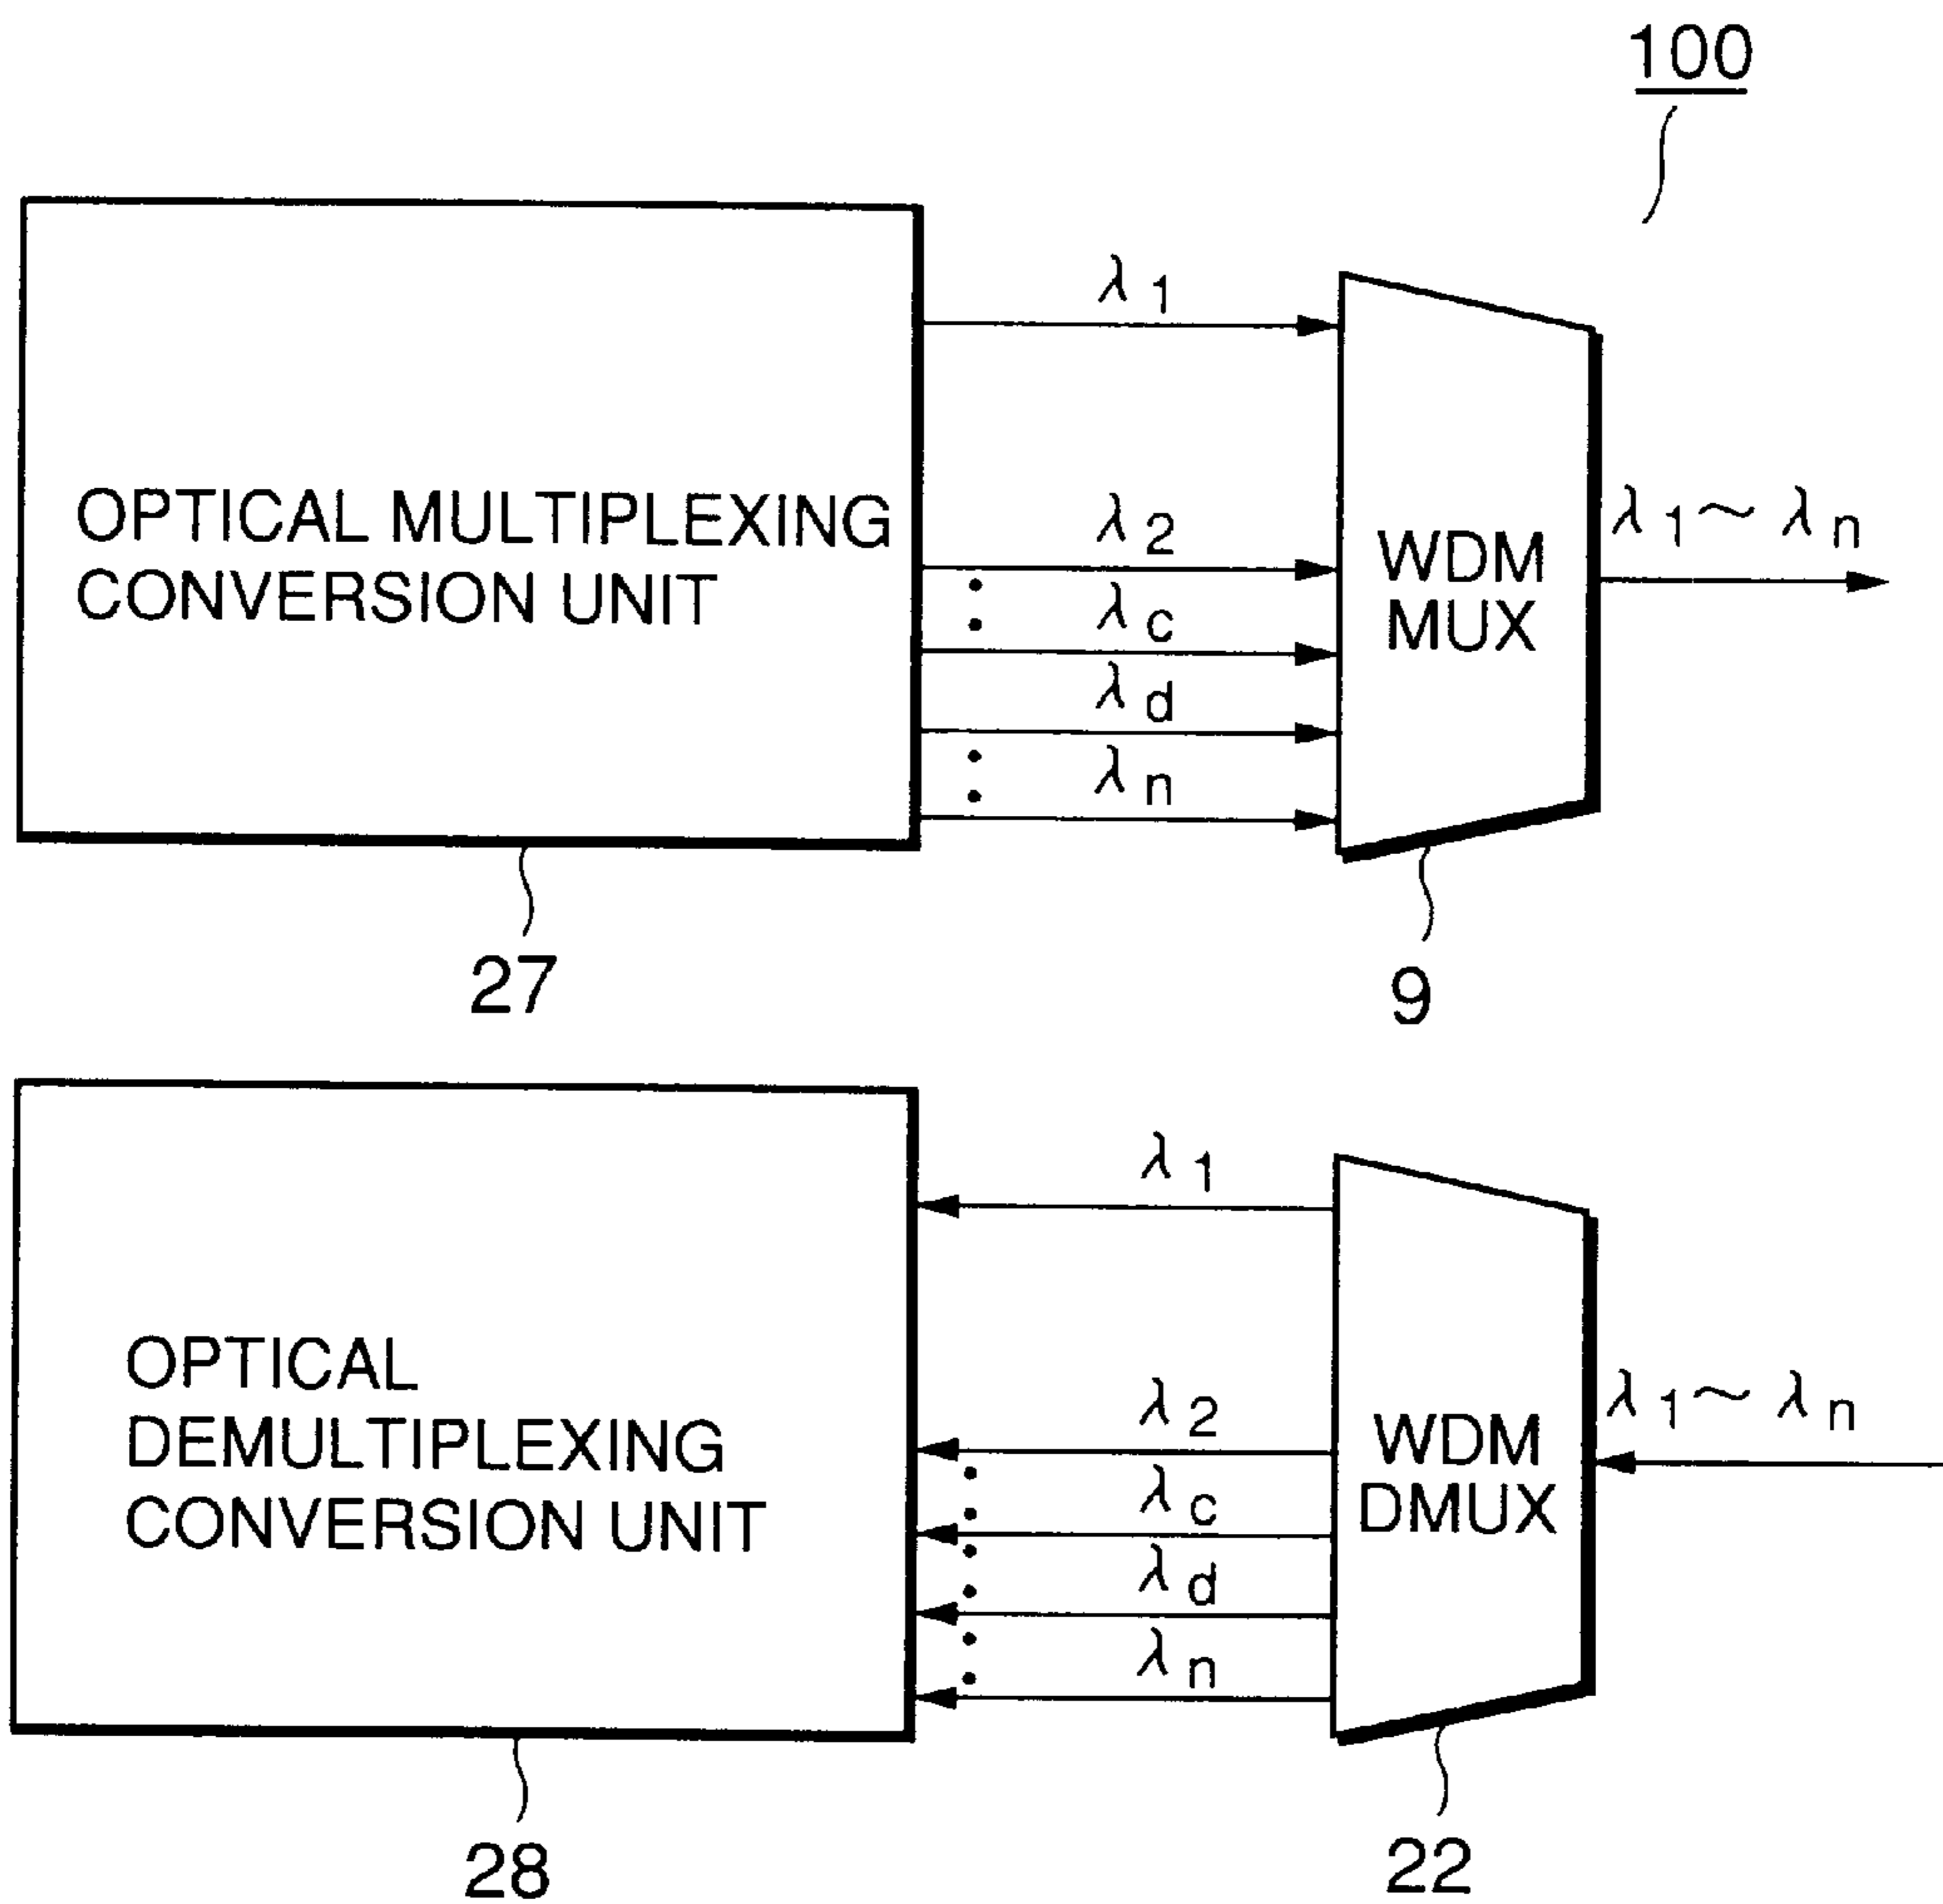 100
λ1
OPTICAL MULTIPLEXING
CONVERSION UNIT
λ2
λc
λd
λn
WDM
MUX
λ1~λn
27
9
λ1
OPTICAL
DEMULTIPLEXING
CONVERSION UNIT
λ2
λc
λd
λn
WDM
DMUX
λ1~λn
28
22